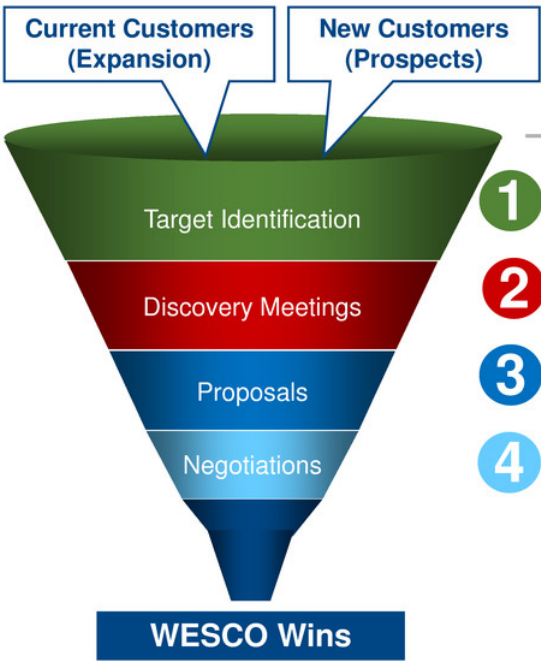 Current Customers
(Expansion)
New Customers
(Prospects)
Target Identification
1
Discovery Meetings
2
Proposals
3
Negotiations
4
WESCO Wins